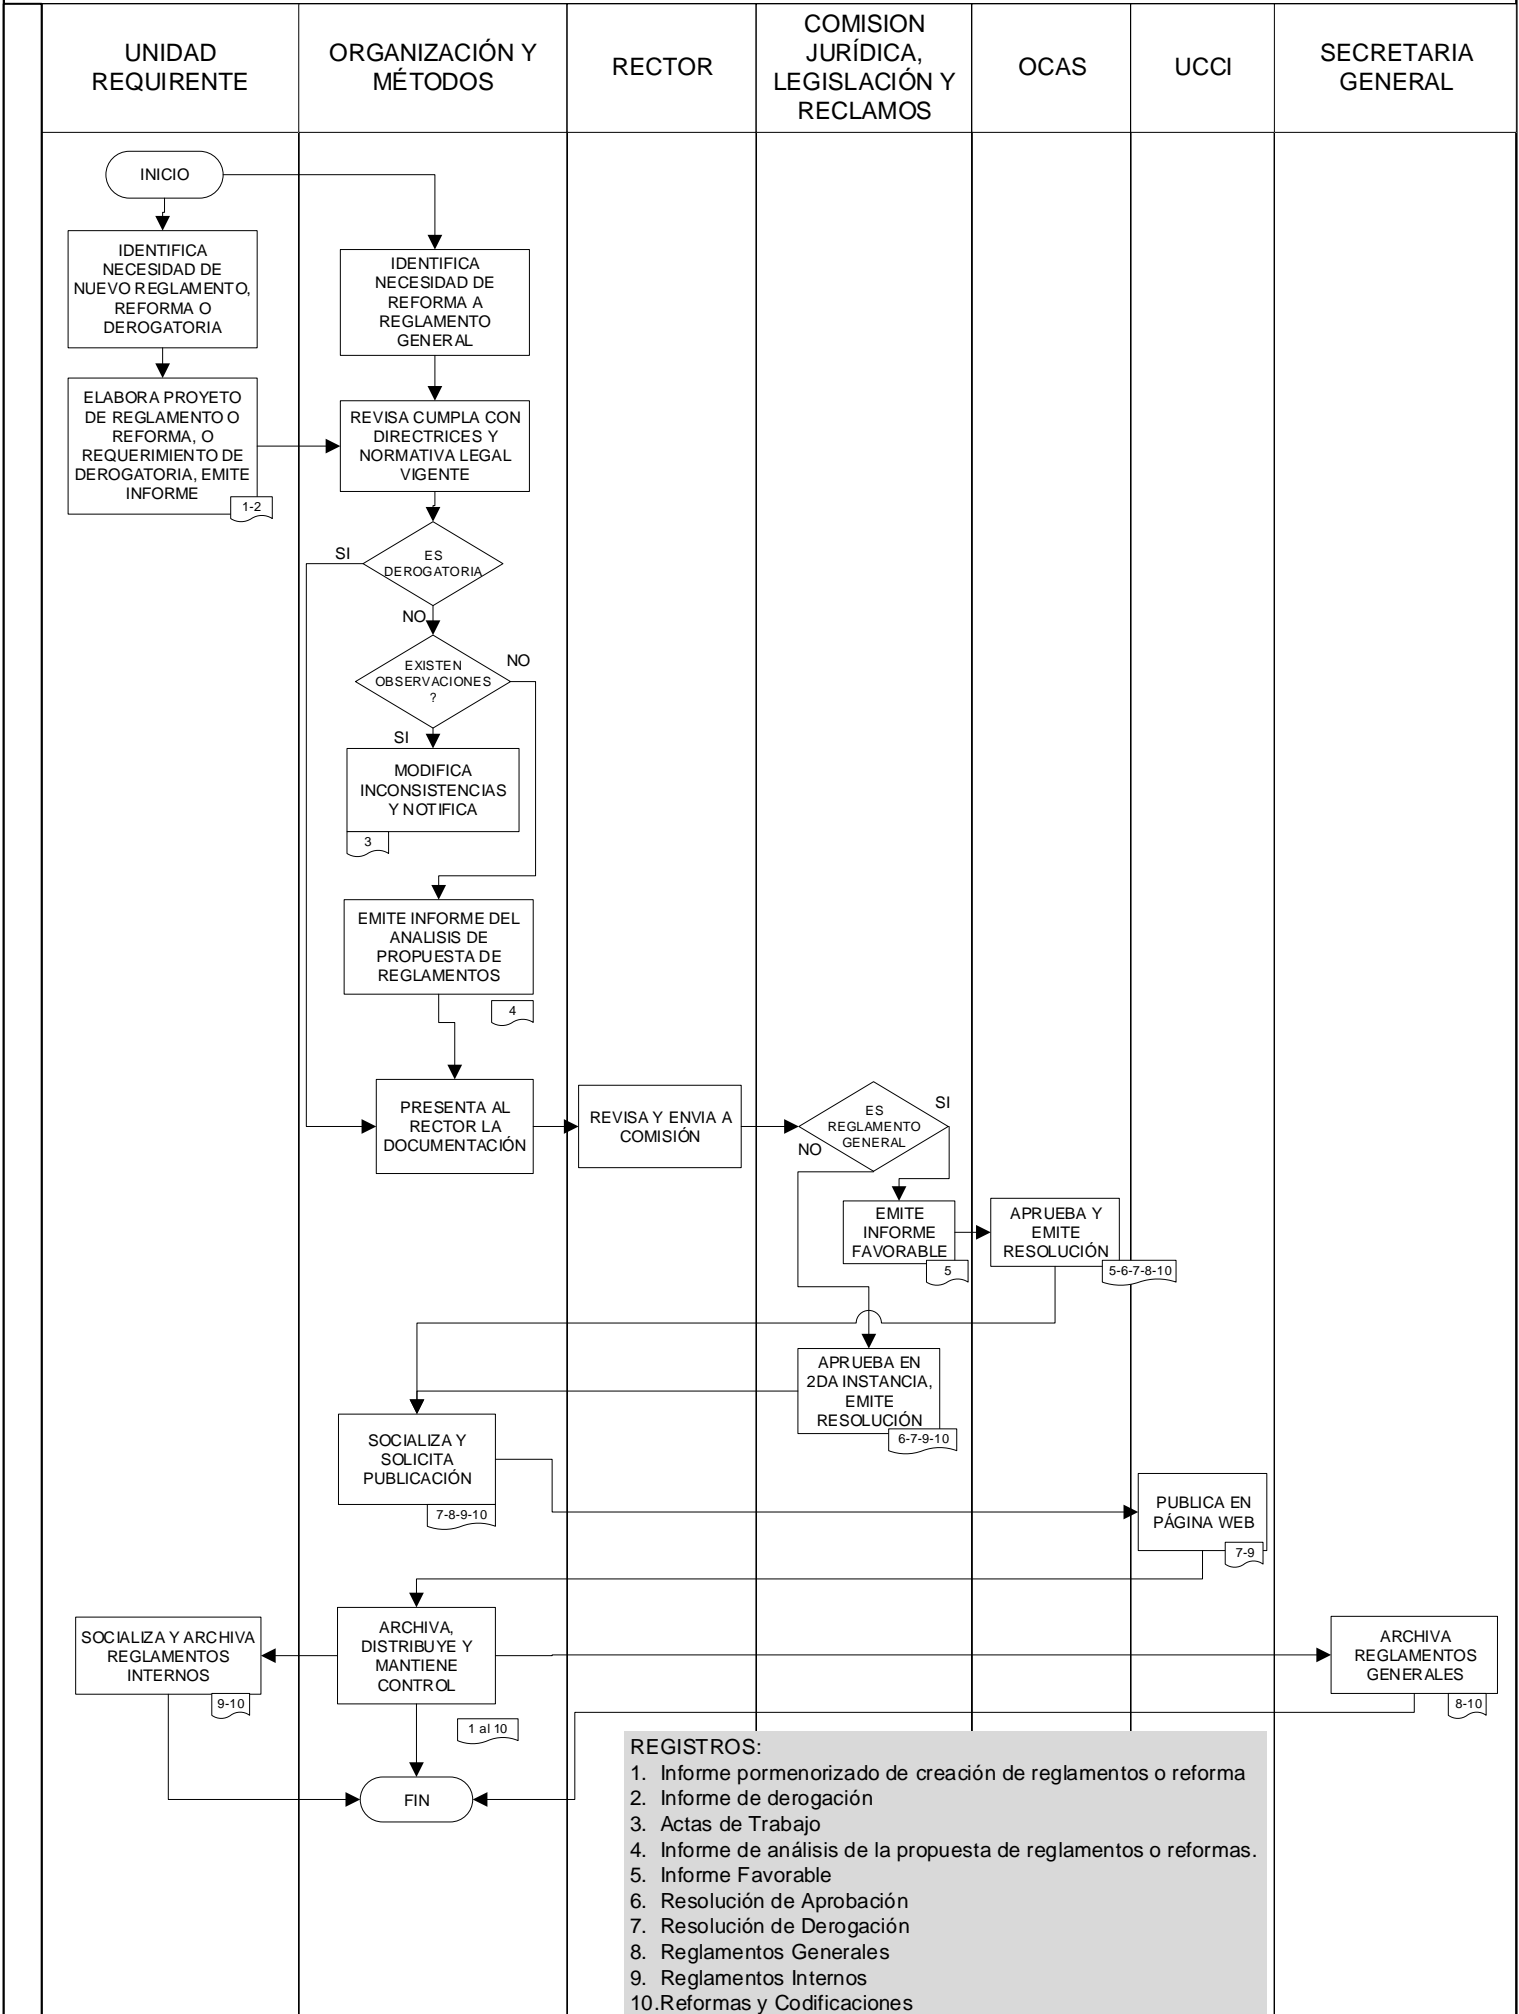 UNIDAD
REQUIRENTE
ORGANIZACIÓN Y
MÉTODOS
RECTOR
COMISION
JURÍDICA,
LEGISLACIÓN Y
RECLAMOS
OCAS
UCCI
SECRETARIA
GENERAL
INICIO
IDENTIFICA
NECESIDAD DE
NUEVO REGLAMENTO,
REFORMA O
DEROGATORIA
IDENTIFICA
NECESIDAD DE
REFORMA A
REGLAMENTO
GENERAL
ELABORA PROYETO
DE REGLAMENTO O
REFORMA, O
REQUERIMIENTO DE
DEROGATORIA, EMITE
INFORME
1-2
REVISA CUMPLA CON
DIRECTRICES Y
NORMATIVA LEGAL
VIGENTE
SI
ES
DEROGATORIA
NO
EXISTEN
OBSERVACIONES
?
NO
SI
MODIFICA
INCONSISTENCIAS
Y NOTIFICA
3
EMITE INFORME DEL
ANALISIS DE
PROPUESTA DE
REGLAMENTOS
4
PRESENTA AL
RECTOR LA
DOCUMENTACIÓN
REVISA Y ENVIA A
COMISIÓN
ES
REGLAMENTO
GENERAL
SI
NO
EMITE
INFORME
FAVORABLE
5
APRUEBA Y
EMITE
RESOLUCIÓN
5-6-7-8-10
APRUEBA EN
2DA INSTANCIA,
EMITE
RESOLUCIÓN
6-7-9-10
SOCIALIZA Y
SOLICITA
PUBLICACIÓN
7-8-9-10
PUBLICA EN
PÁGINA WEB
7-9
SOCIALIZA Y ARCHIVA
REGLAMENTOS
INTERNOS
9-10
ARCHIVA,
DISTRIBUYE Y
MANTIENE
CONTROL
1 al 10
ARCHIVA
REGLAMENTOS
GENERALES
8-10
FIN
REGISTROS:
1. Informe pormenorizado de creación de reglamentos o reforma
2. Informe de derogación
3. Actas de Trabajo
4. Informe de análisis de la propuesta de reglamentos o reformas.
5. Informe Favorable
6. Resolución de Aprobación
7. Resolución de Derogación
8. Reglamentos Generales
9. Reglamentos Internos
10.Reformas y Codificaciones